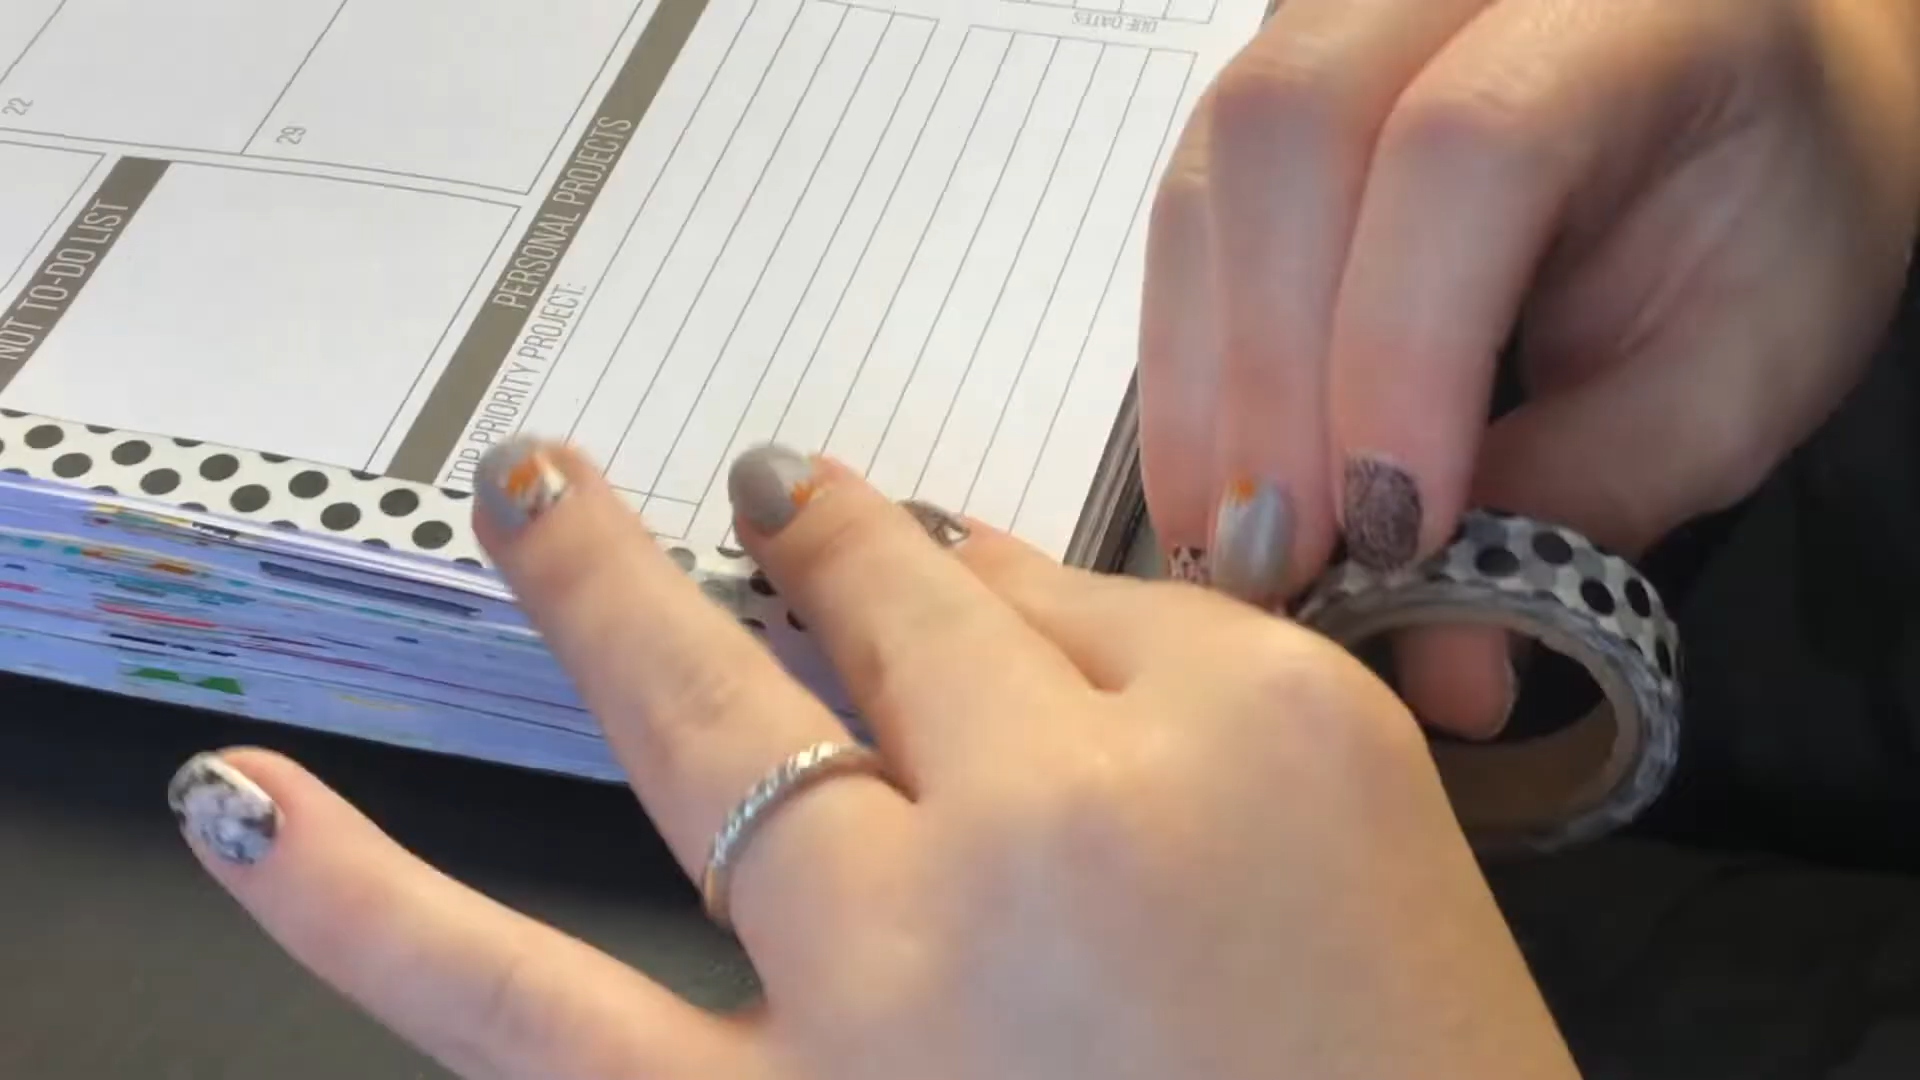 22
29
NOT TO-DO LIST
PERSONAL PROJECTS
TOP PRIORITY PROJECT:
DUE DATES